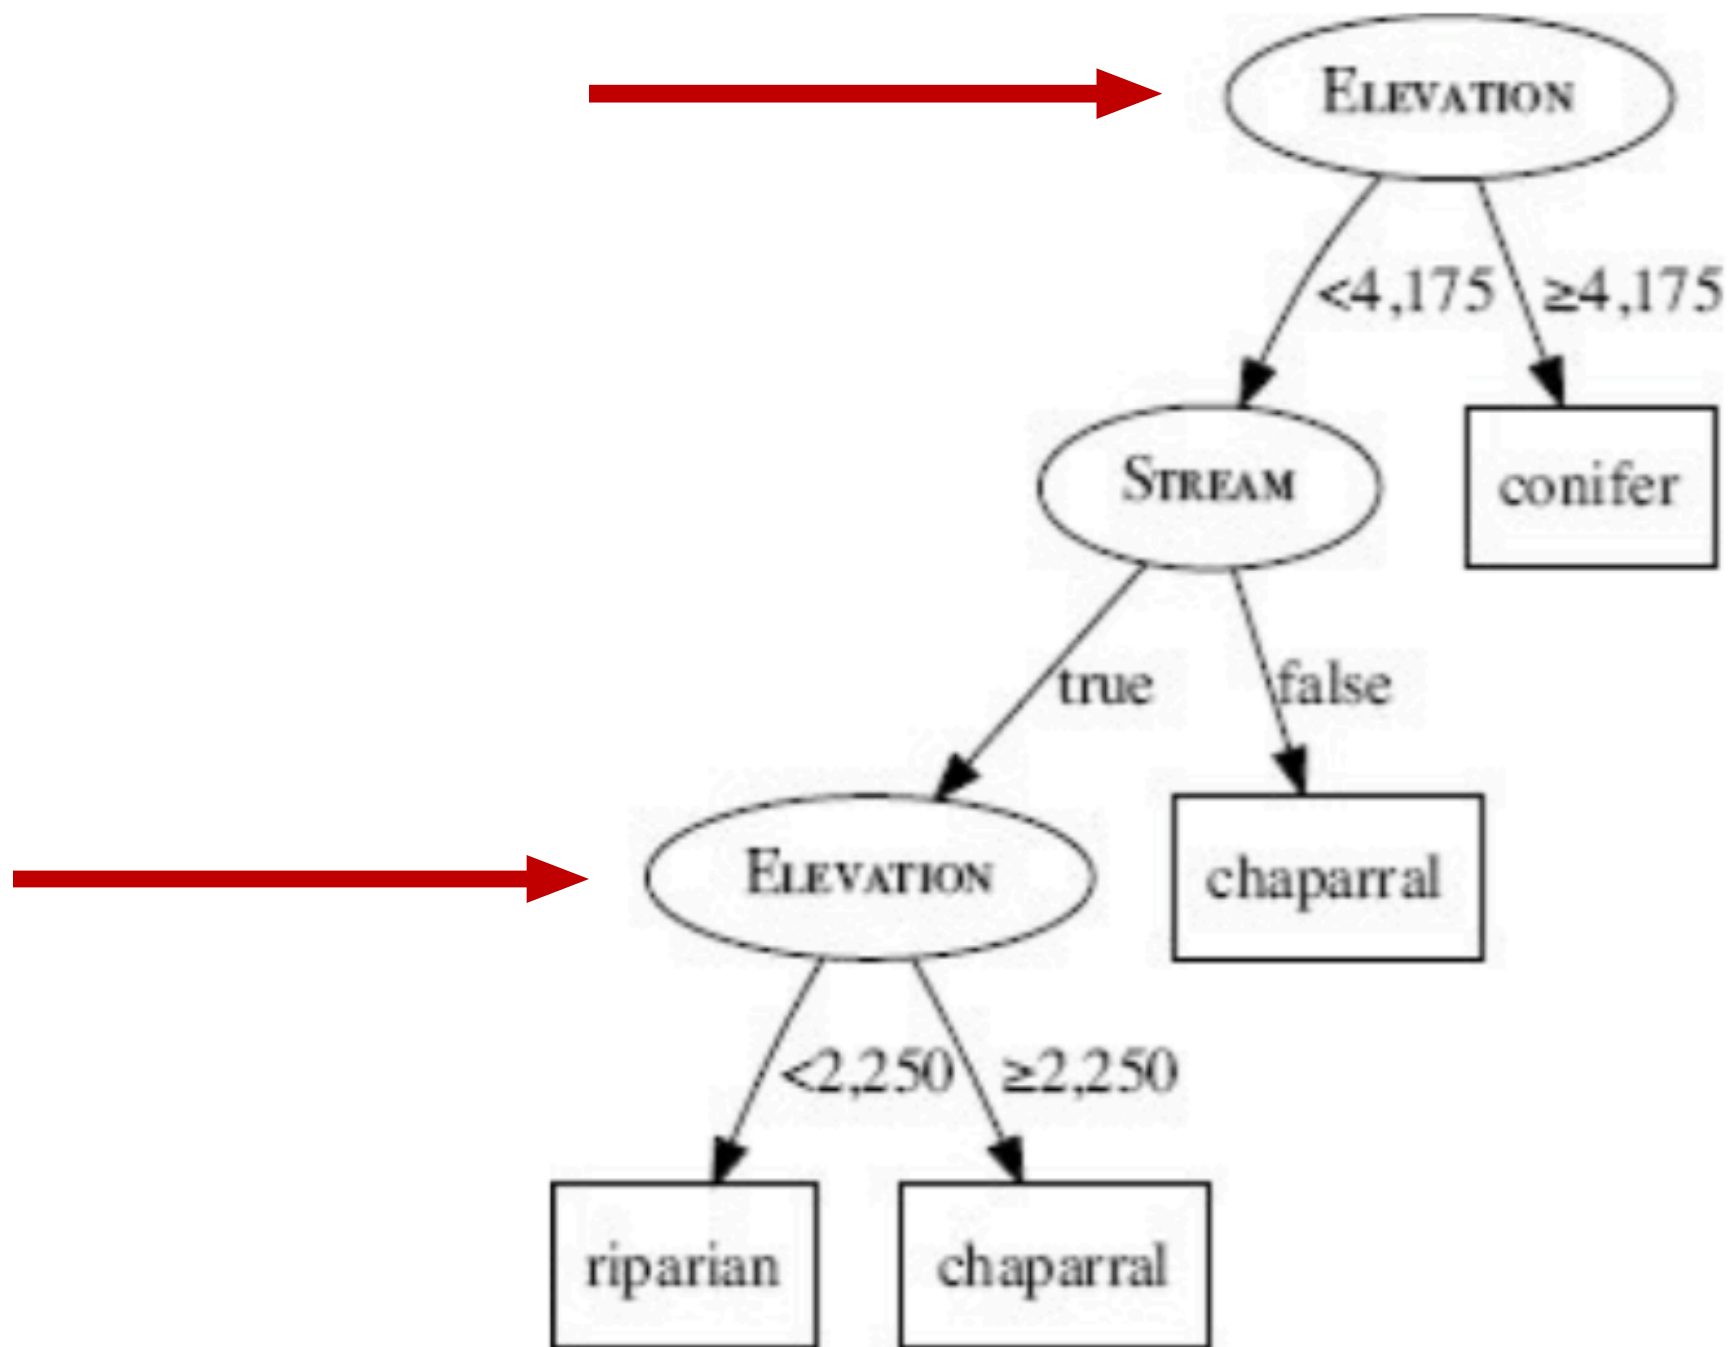 ELEVATION
<4,175 ≥4,175
STREAM
conifer
true false
ELEVATION
chaparral
<2,250 ≥2,250
riparian
chaparral